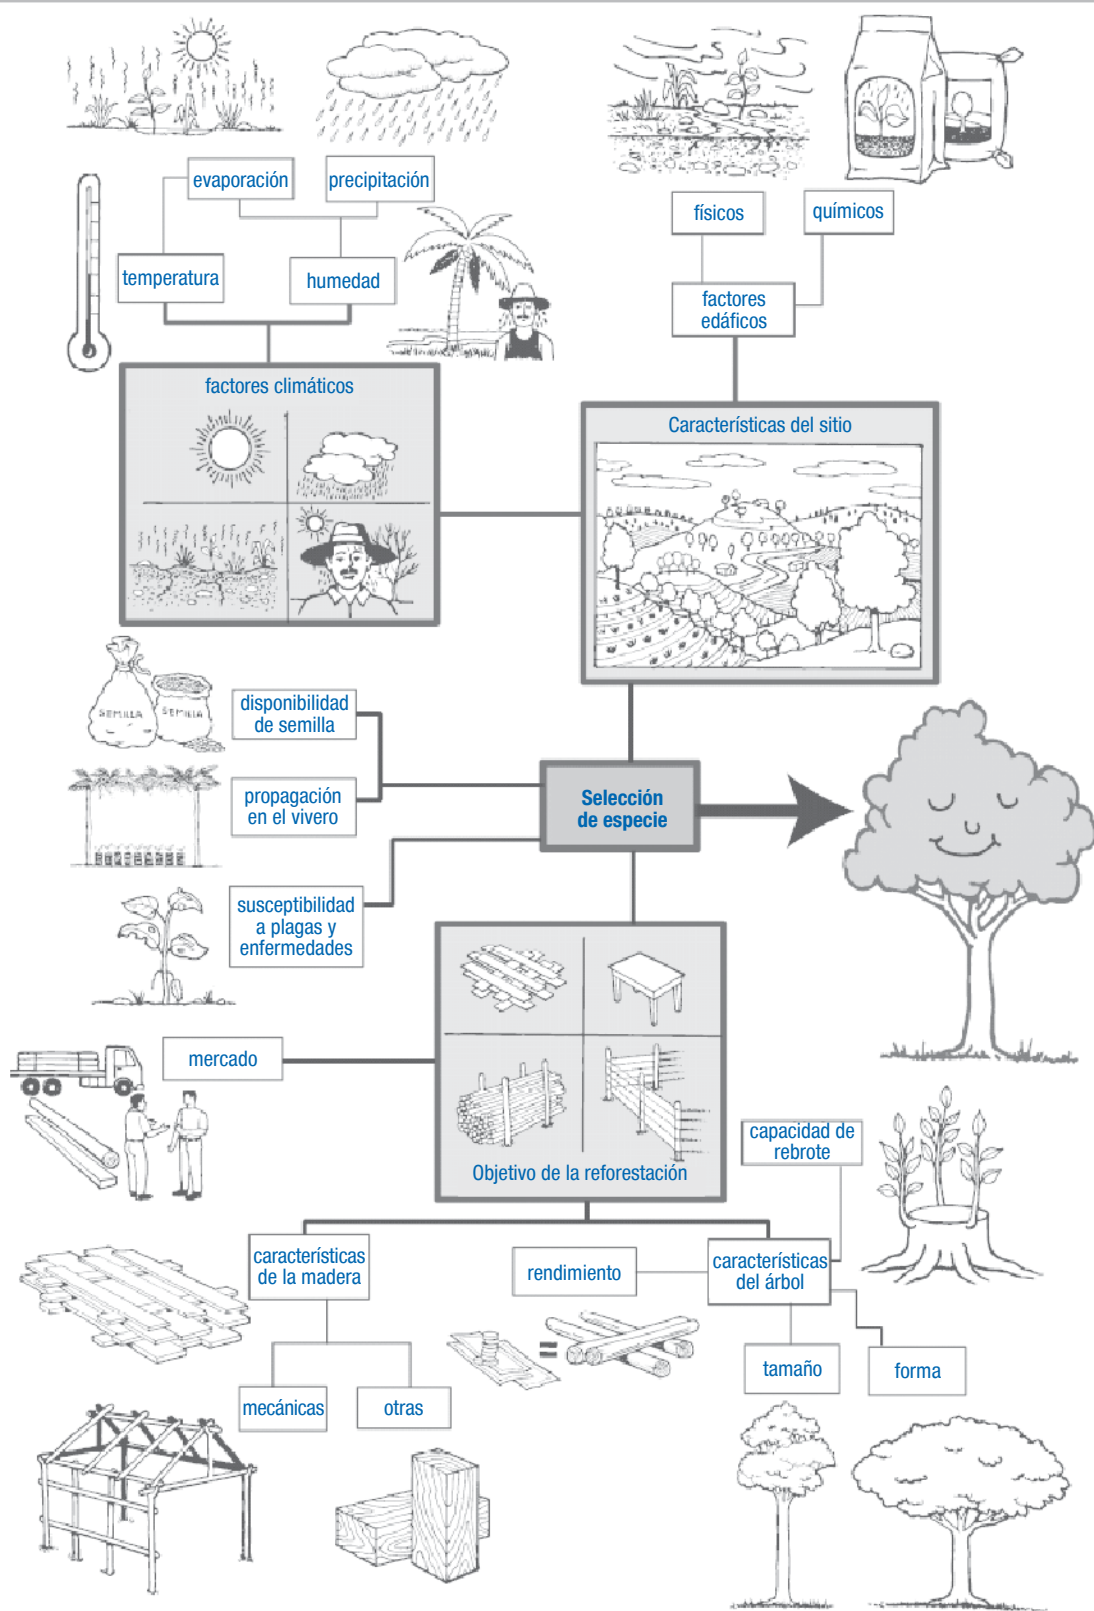 evaporación
precipitación
físicos
químicos
temperatura
humedad
factores
edáficos
factores climáticos
Características del sitio
SEMILLA
SEMILLA
disponibilidad
de semilla
propagación
en el vivero
Selección
de especie
susceptibilidad
a plagas y
enfermedades
mercado
Objetivo de la reforestación
capacidad de
rebrote
características
de la madera
rendimiento
características
del árbol
tamaño
forma
mecánicas
otras